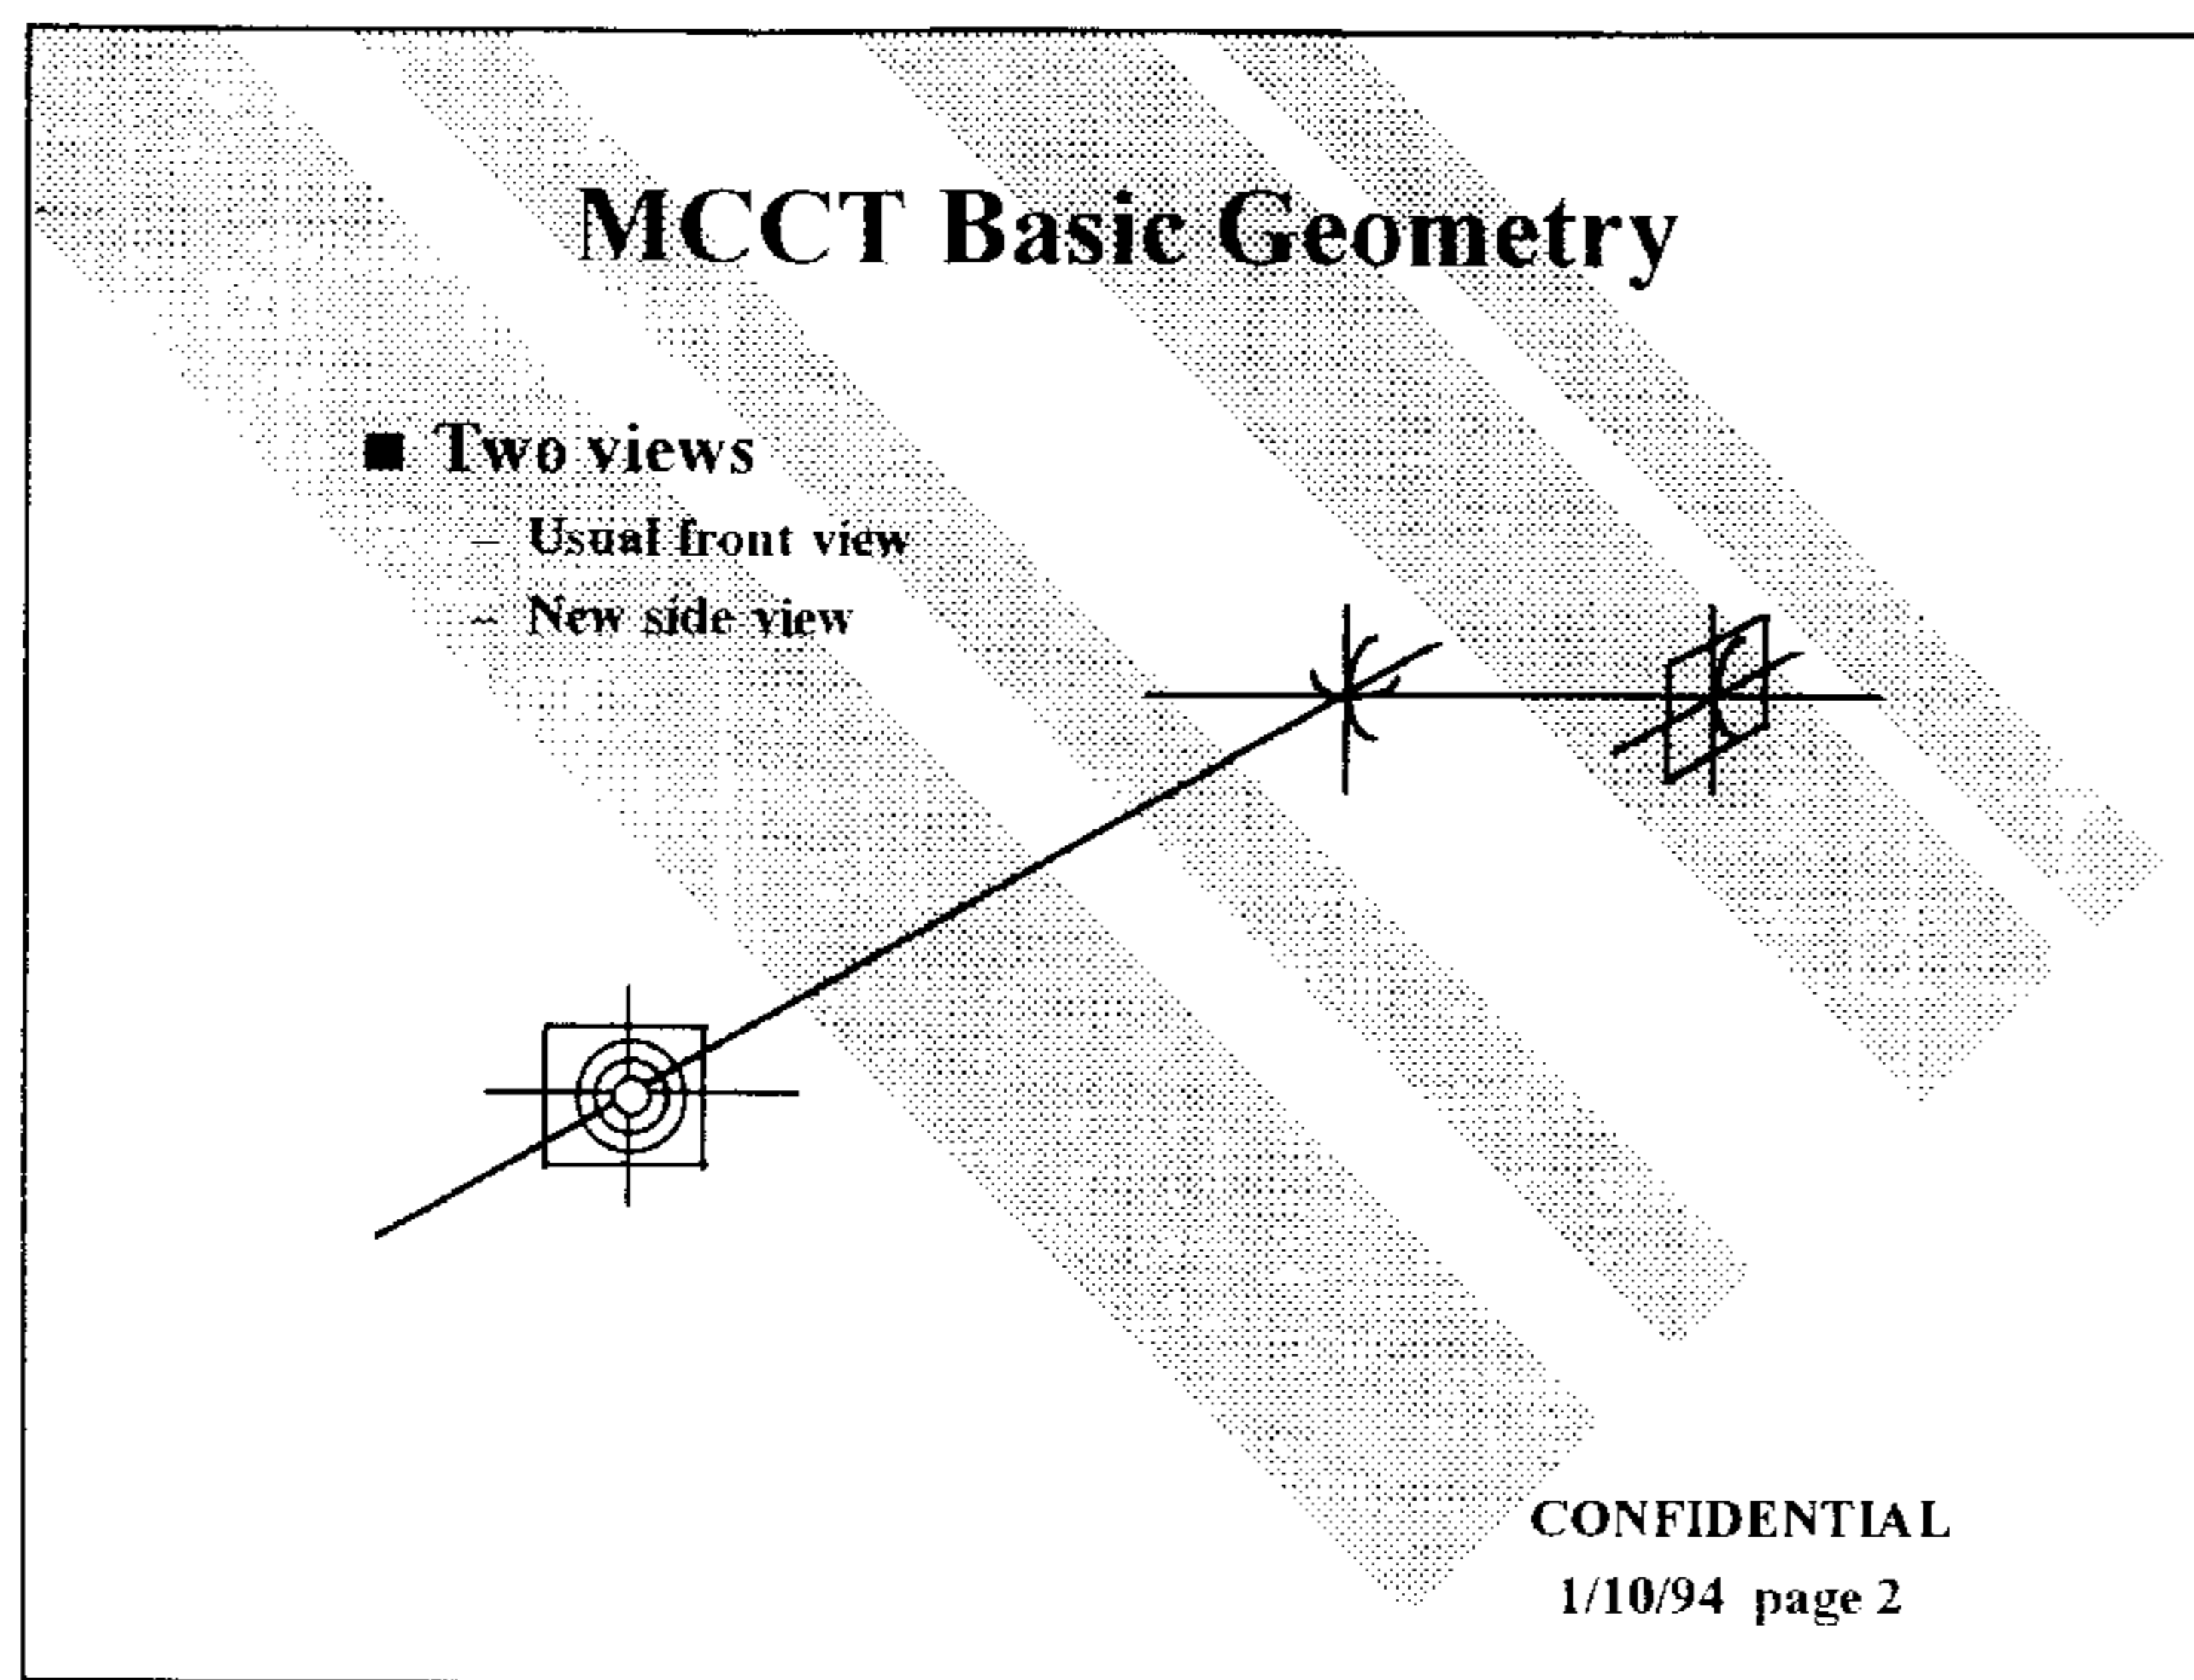 MCCT Basic Geometry
■ Two views
– Usual front view
– New side view
CONFIDENTIAL
1/10/94 page 2